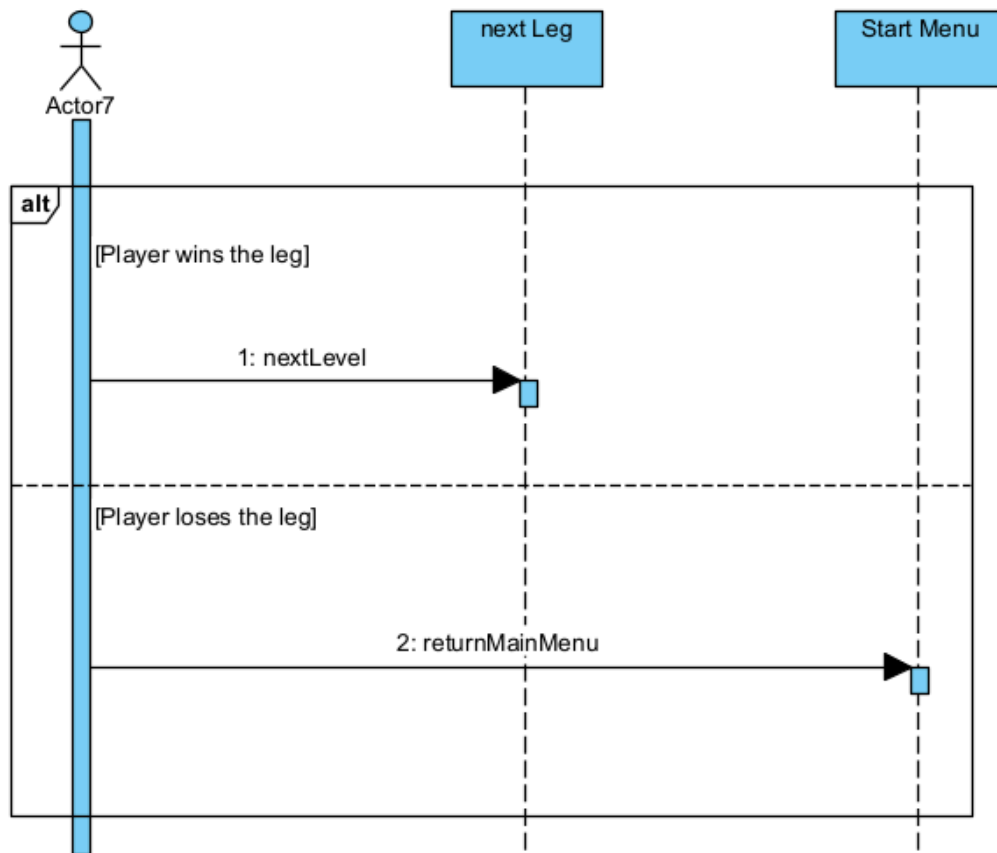 next Leg
Start Menu
Actor7
alt
[Player wins the leg]
1: nextLevel
[Player loses the leg]
2: returnMainMenu